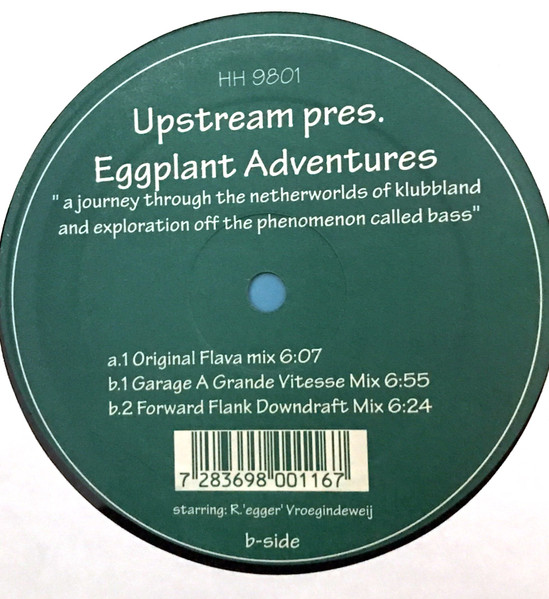 HH 9801
Upstream pres.
Eggplant Adventures
" a journey through the netherworlds of klubbland
and exploration off the phenomenon called bass"
a.1 Original Flava mix 6:07
b.1 Garage A Grande Vitesse Mix 6:55
b.2 Forward Flank Downdraft Mix 6:24
7 283698 001167
starring: R.'egger' Vroegindeweij
b-side